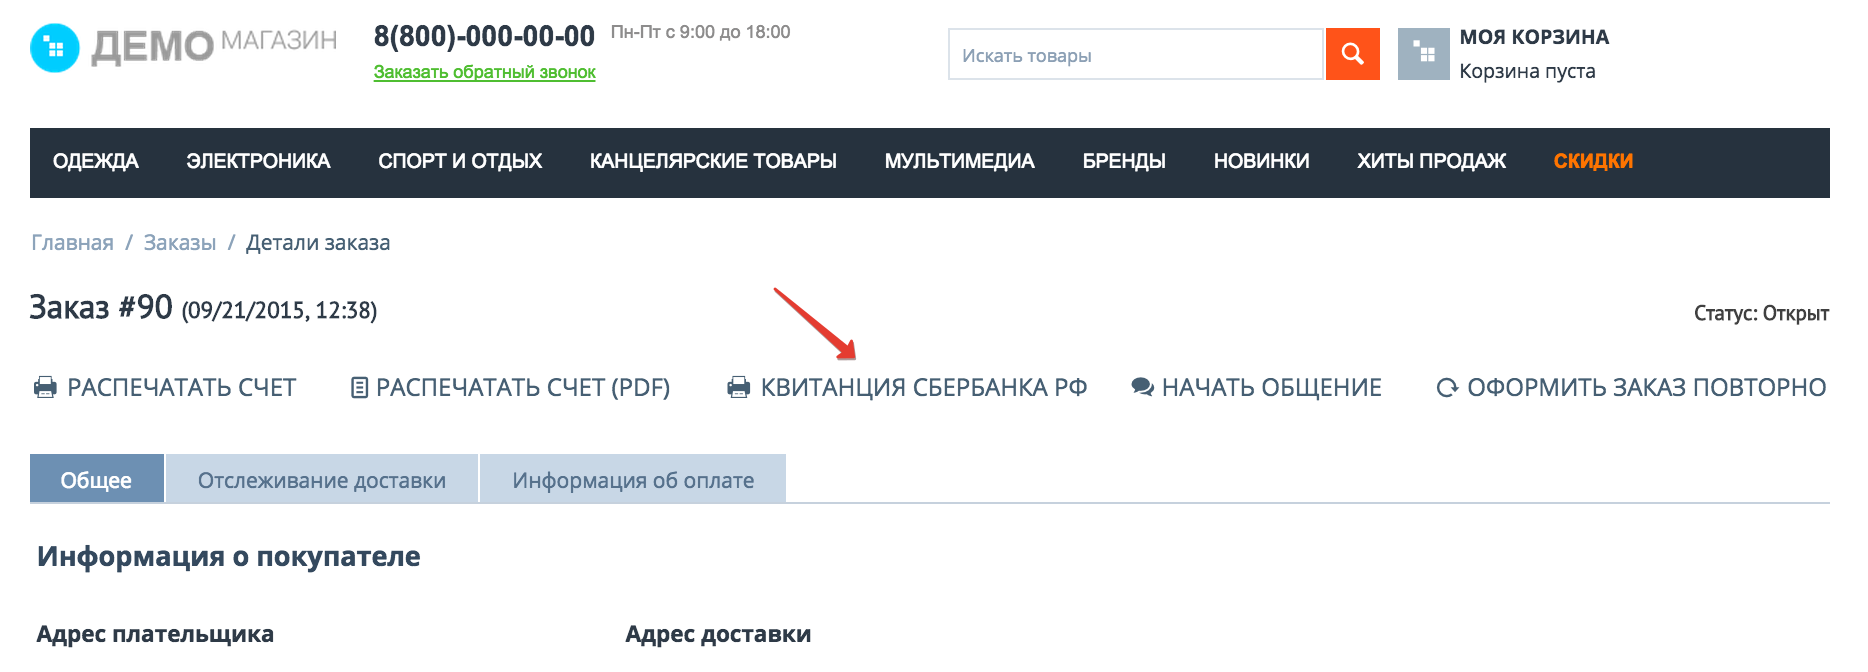 ДЕМО МАГАЗИН
8(800)-000-00-00 Пн-Пт с 9:00 до 18:00
Заказать обратный звонок
Искать товары
МОЯ КОРЗИНА
Корзина пуста
ОДЕЖДА ЭЛЕКТРОНИКА СПОРТ И ОТДЫХ КАНЦЕЛЯРСКИЕ ТОВАРЫ МУЛЬТИМЕДИА БРЕНДЫ НОВИНКИ ХИТЫ ПРОДАЖ СКИДКИ
Главная / Заказы / Детали заказа
Заказ #90 (09/21/2015, 12:38)
Статус: Открыт
РАСПЕЧАТАТЬ СЧЕТ РАСПЕЧАТАТЬ СЧЕТ (PDF) КВИТАНЦИЯ СБЕРБАНКА РФ НАЧАТЬ ОБЩЕНИЕ ОФОРМИТЬ ЗАКАЗ ПОВТОРНО
Общее Отслеживание доставки Информация об оплате
Информация о покупателе
Адрес плательщика Адрес доставки